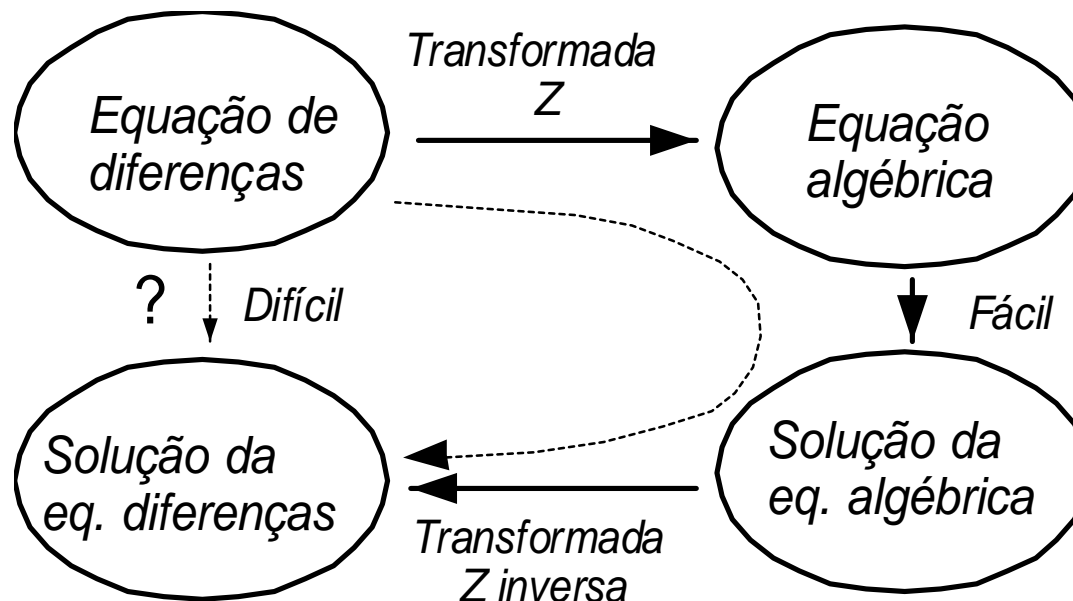 Transformada
Z
Equação de
diferenças
Equação
algébrica
?
Difícil
Fácil
Solução da
eq. diferenças
Solução da
eq. algébrica
Transformada
Z inversa